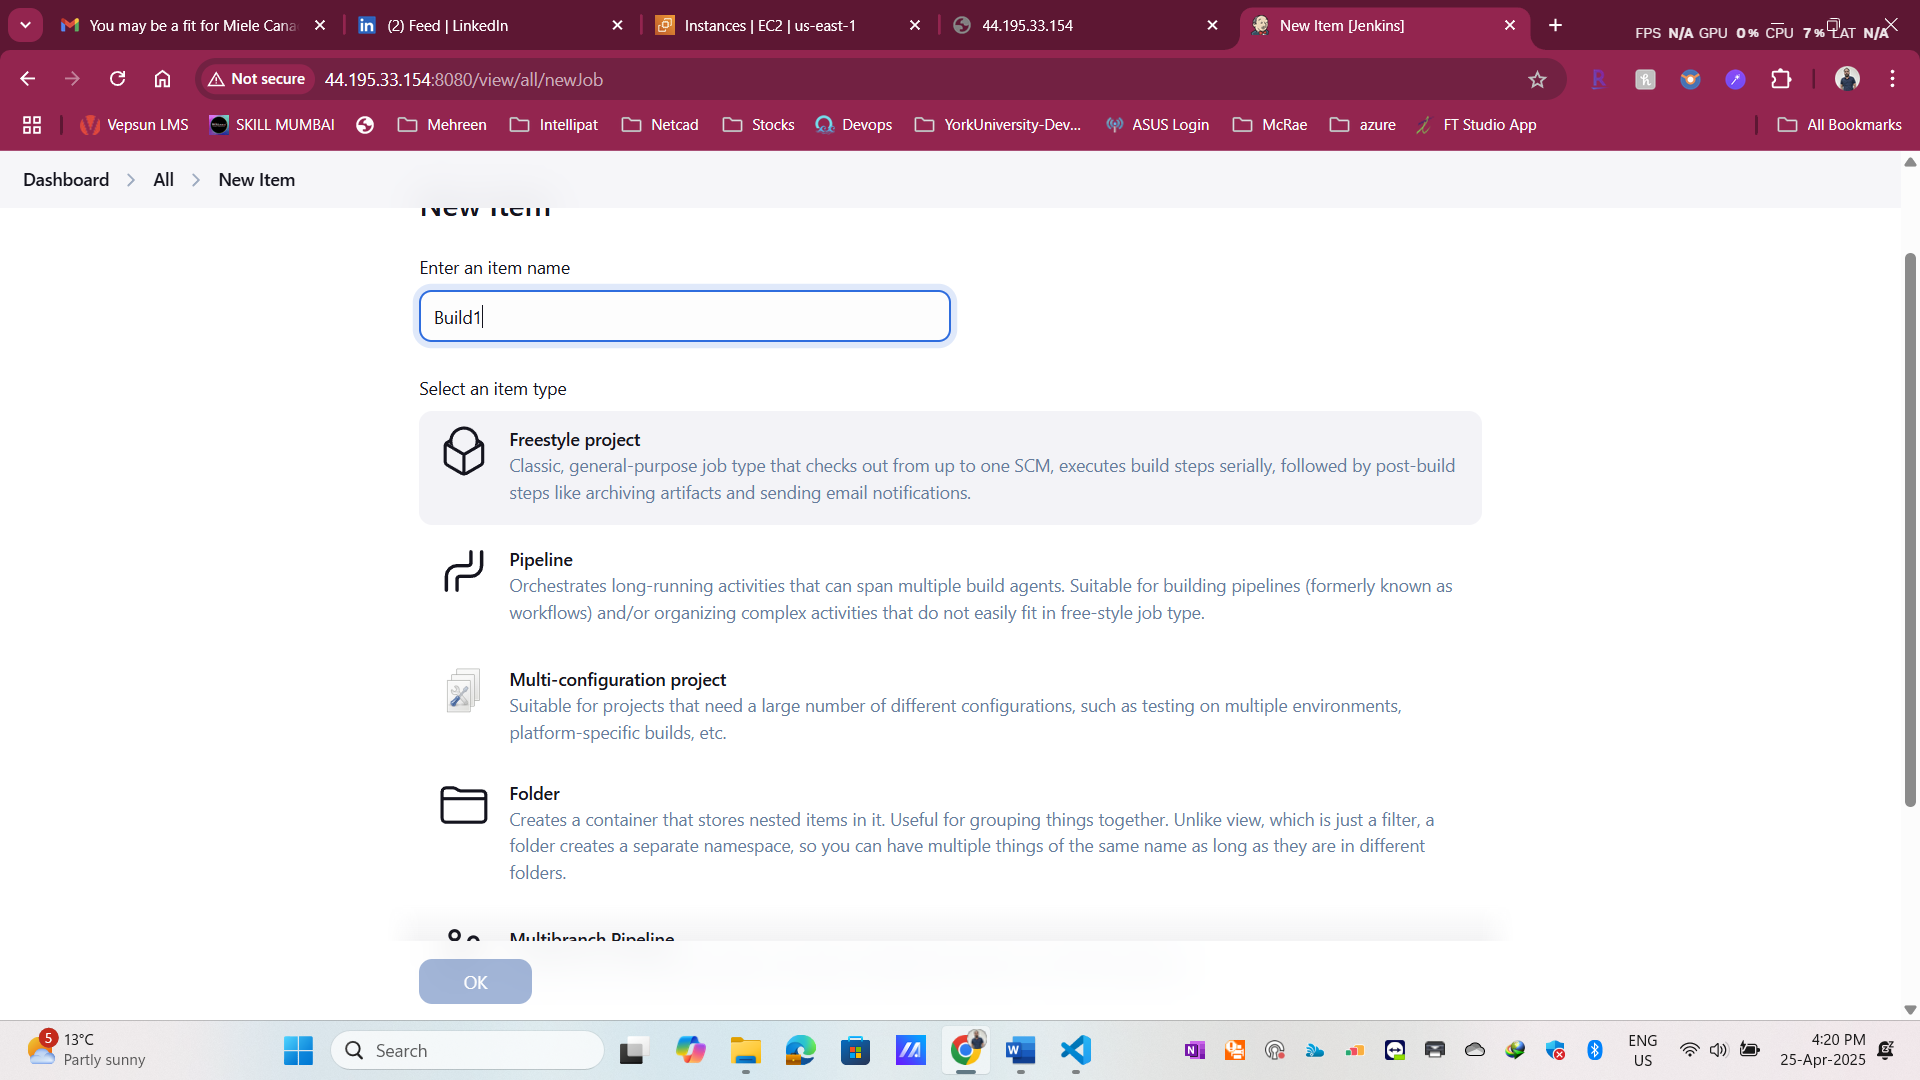 You may be a fit for Miele Cana
(2) Feed | LinkedIn
Instances | EC2 | us-east-1
44.195.33.154
New Item [Jenkins]
FPS N/A GPU 0% CPU 7% LAT N/A
Not secure
44.195.33.154:8080/view/all/newJob
Vepsun LMS
SKILL MUMBAI
Mehreen
Intellipat
Netcad
Stocks
Devops
YorkUniversity-Dev...
ASUS Login
McRae
azure
FT Studio App
All Bookmarks
Dashboard
All
New Item
New Item
Enter an item name
Build1
Select an item type
Freestyle project
Classic, general-purpose job type that checks out from up to one SCM, executes build steps serially, followed by post-build
steps like archiving artifacts and sending email notifications.
Pipeline
Orchestrates long-running activities that can span multiple build agents. Suitable for building pipelines (formerly known as
workflows) and/or organizing complex activities that do not easily fit in free-style job type.
Multi-configuration project
Suitable for projects that need a large number of different configurations, such as testing on multiple environments,
platform-specific builds, etc.
Folder
Creates a container that stores nested items in it. Useful for grouping things together. Unlike view, which is just a filter, a
folder creates a separate namespace, so you can have multiple things of the same name as long as they are in different
folders.
Multibranch Pipeline
OK
5
13°C
Partly sunny
Search
ENG
US
4:20 PM
25-Apr-2025